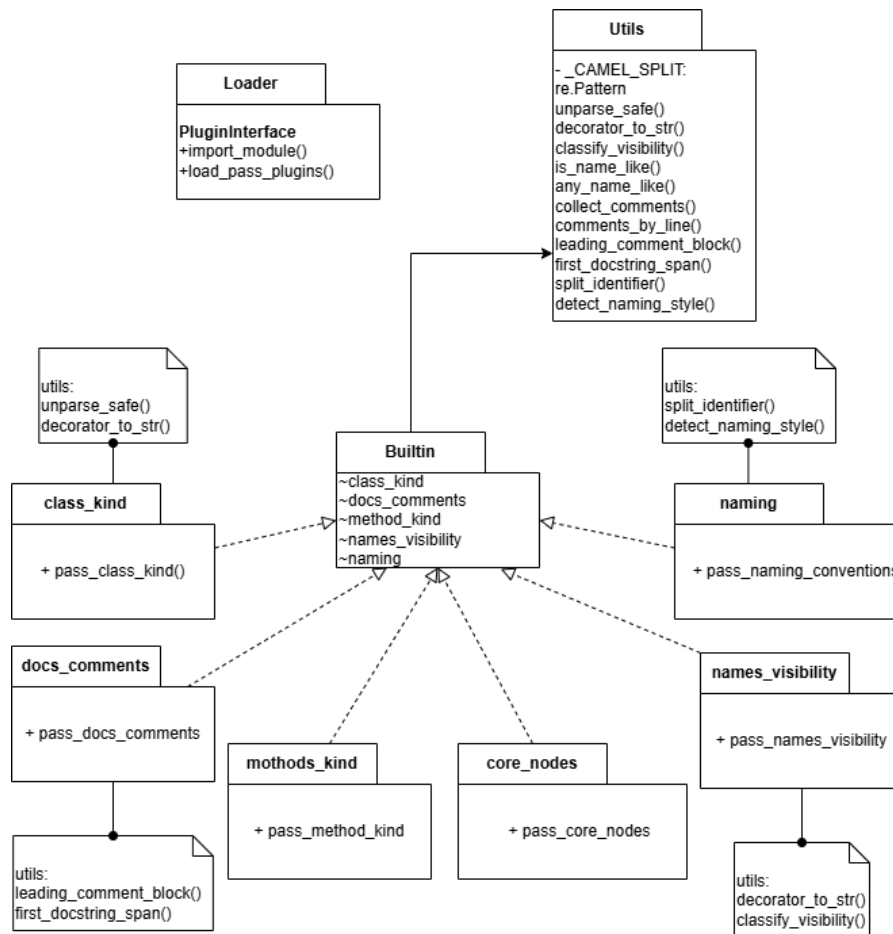 Utils
- _CAMEL_SPLIT:
re.Pattern
unparse_safe()
decorator_to_str()
classify_visibility()
is_name_like()
any_name_like()
collect_comments()
comments_by_line()
leading_comment_block()
first_docstring_span()
split_identifier()
detect_naming_style()
Loader
PluginInterface
+import_module()
+load_pass_plugins()
utils:
unparse_safe()
decorator_to_str()
utils:
split_identifier()
detect_naming_style()
Builtin
~class_kind
~docs_comments
~method_kind
~names_visibility
~naming
class_kind
+ pass_class_kind()
naming
+ pass_naming_conventions
docs_comments
+ pass_docs_comments
names_visibility
+ pass_names_visibility
mothods_kind
+ pass_method_kind
core_nodes
+ pass_core_nodes
utils:
leading_comment_block()
first_docstring_span()
utils:
decorator_to_str()
classify_visibility()